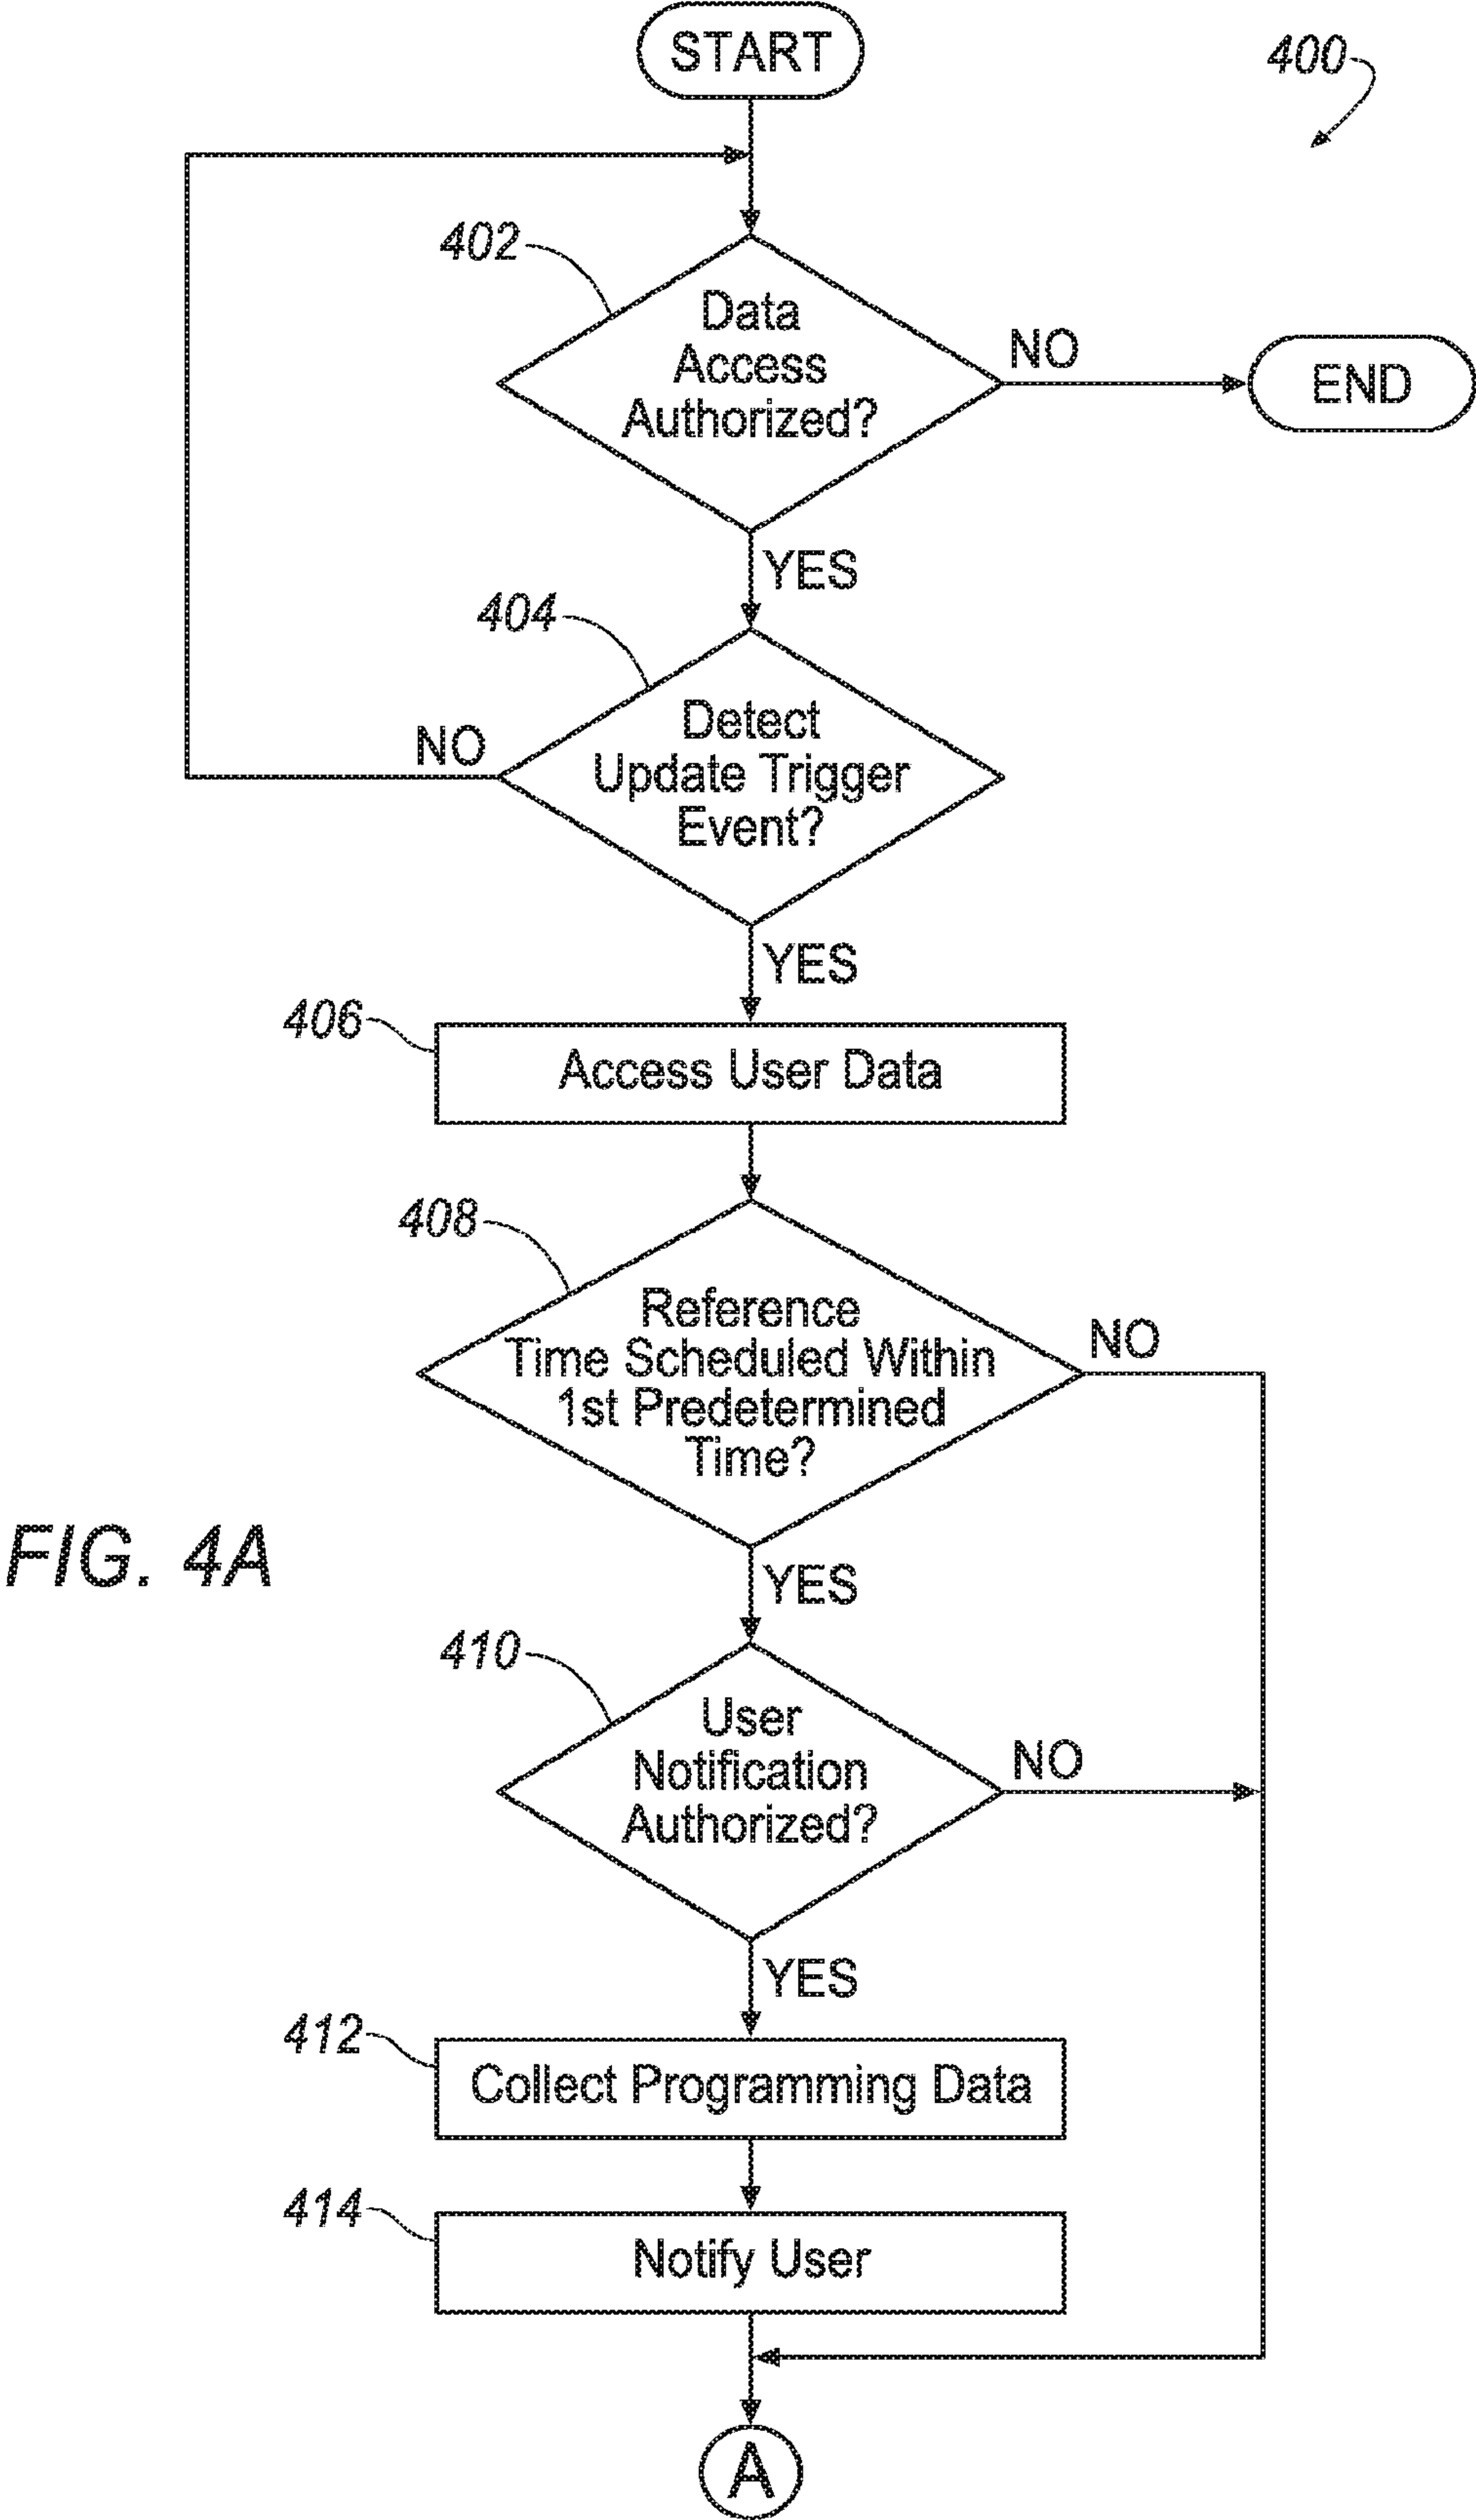 START
400
402
Data
Access
Authorized?
NO
END
YES
404
Detect
Update Trigger
Event?
NO
YES
406
Access User Data
408
Reference
Time Scheduled Within
1st Predetermined
Time?
NO
FIG. 4A
YES
410
User
Notification
Authorized?
NO
YES
412
Collect Programming Data
414
Notify User
A